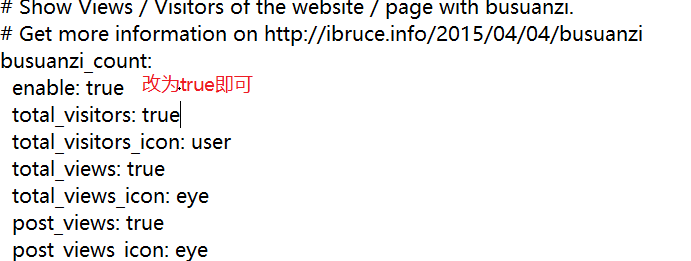 # Show Views / Visitors of the website / page with busuanzi.
# Get more information on http://ibruce.info/2015/04/04/busuanzi
busuanzi_count:
enable: true 改为true即可
total_visitors: true
total_visitors_icon: user
total_views: true
total_views_icon: eye
post_views: true
post_views_icon: eye